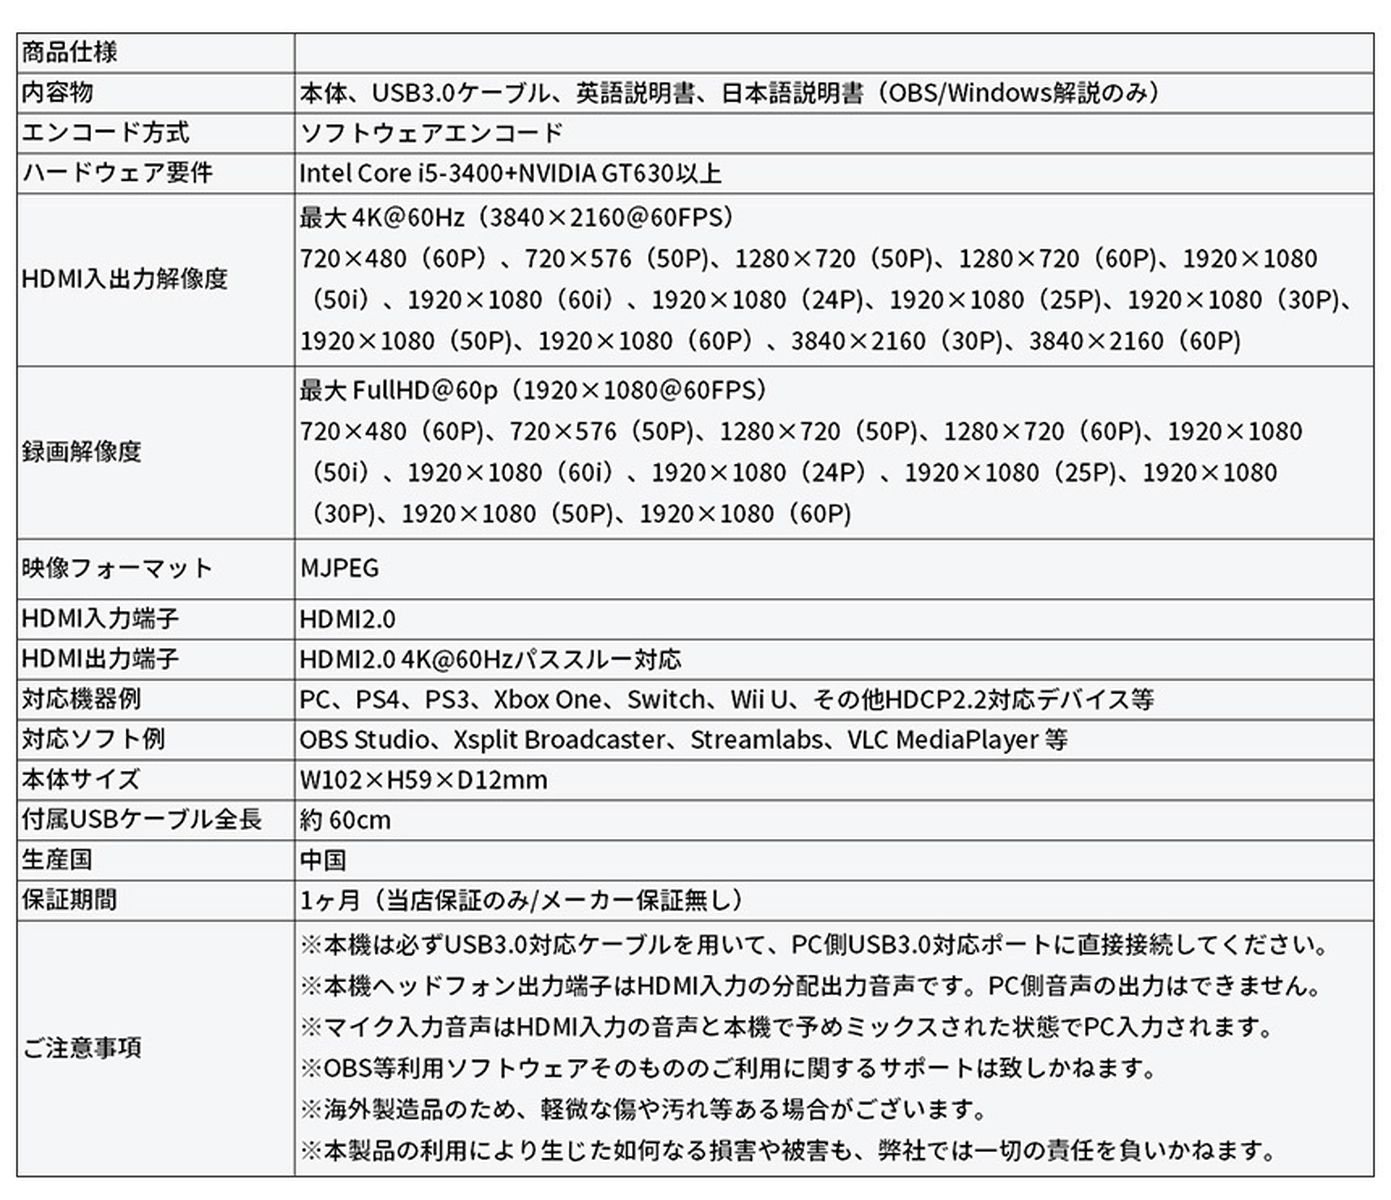 商品仕様
内容物
本体、USB3.0ケーブル、英語説明書、日本語説明書（OBS/Windows解説のみ）
エンコード方式
ソフトウェアエンコード
ハードウェア要件
Intel Core i5-3400+NVIDIA GT630以上
HDMI入出力解像度
最大 4K@60Hz（3840×2160@60FPS）
720×480（60P）、720×576（50P)、1280×720（50P)、1280×720（60P)、1920×1080
（50i）、1920×1080（60i）、1920×1080（24P)、1920×1080（25P)、1920×1080（30P)、
1920×1080（50P)、1920×1080（60P）、3840×2160（30P)、3840×2160（60P)
録画解像度
最大 FullHD@60p（1920×1080@60FPS）
720×480（60P)、720×576（50P)、1280×720（50P)、1280×720（60P)、1920×1080
（50i）、1920×1080（60i）、1920×1080（24P）、1920×1080（25P)、1920×1080
（30P)、1920×1080（50P)、1920×1080（60P)
映像フォーマット
MJPEG
HDMI入力端子
HDMI2.0
HDMI出力端子
HDMI2.0 4K@60Hzパススルー対応
対応機器例
PC、PS4、PS3、Xbox One、Switch、Wii U、その他HDCP2.2対応デバイス等
対応ソフト例
OBS Studio、Xsplit Broadcaster、Streamlabs、VLC MediaPlayer 等
本体サイズ
W102×H59×D12mm
付属USBケーブル全長
約 60cm
生産国
中国
保証期間
1ヶ月（当店保証のみ/メーカー保証無し）
ご注意事項
※本機は必ずUSB3.0対応ケーブルを用いて、PC側USB3.0対応ポートに直接接続してください。
※本機ヘッドフォン出力端子はHDMI入力の分配出力音声です。PC側音声の出力はできません。
※マイク入力音声はHDMI入力の音声と本機で予めミックスされた状態でPC入力されます。
※OBS等利用ソフトウェアそのもののご利用に関するサポートは致しかねます。
※海外製造品のため、軽微な傷や汚れ等ある場合がございます。
※本製品の利用により生じた如何なる損害や被害も、弊社では一切の責任を負いかねます。